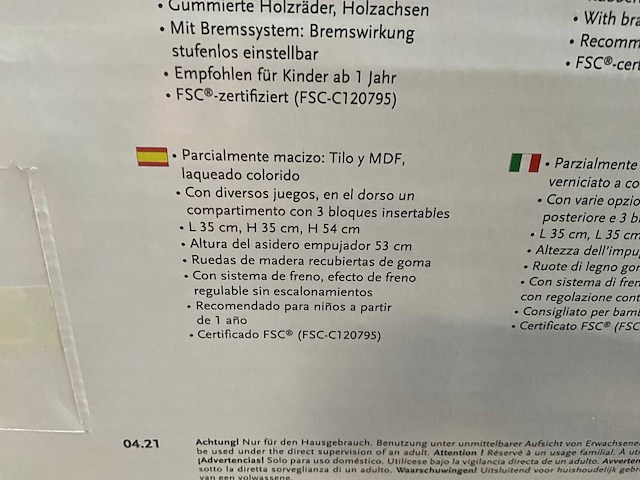 • Gummierte Holzräder, Holzachsen
• Mit Bremssystem: Bremswirkung
stufenlos einstellbar
• Empfohlen für Kinder ab 1 Jahr
• FSC®-zertifiziert (FSC-C120795)
• With bra
• Recomm
• FSC®-cert
• Parcialmente macizo: Tilo y MDF,
laqueado colorido
• Con diversos juegos, en el dorso un
compartimento con 3 bloques insertables
• L 35 cm, H 35 cm, H 54 cm
• Altura del asidero empujador 53 cm
• Ruedas de madera recubiertas de goma
• Con sistema de freno, efecto de freno
regulable sin escalonamientos
• Recomendado para niños a partir
de 1 año
• Certificado FSC® (FSC-C120795)
• Parzialmente
verniciato a co
• Con varie opzio
posteriore e 3 b
• L 35 cm, L 35 cm
• Altezza dell'impu
• Ruote di legno gom
• Con sistema di fren
con regolazione cont
• Consigliato per bamb
• Certificato FSC® (FSC
04.21
Achtung! Nur für den Hausgebrauch. Benutzung unter unmittelbarer Aufsicht von Erwachsene
be used under the direct supervision of an adult. Attention ! Réservé à un usage familial. À ut
¡Advertencias! Solo para uso doméstico. Utilícese bajo la vigilancia directa de un adulto. Avverten
sotto la diretta sorveglianza di un adulto. Waarschuwingen! Uitsluitend voor huishoudelijk gebr
van een volwassene.